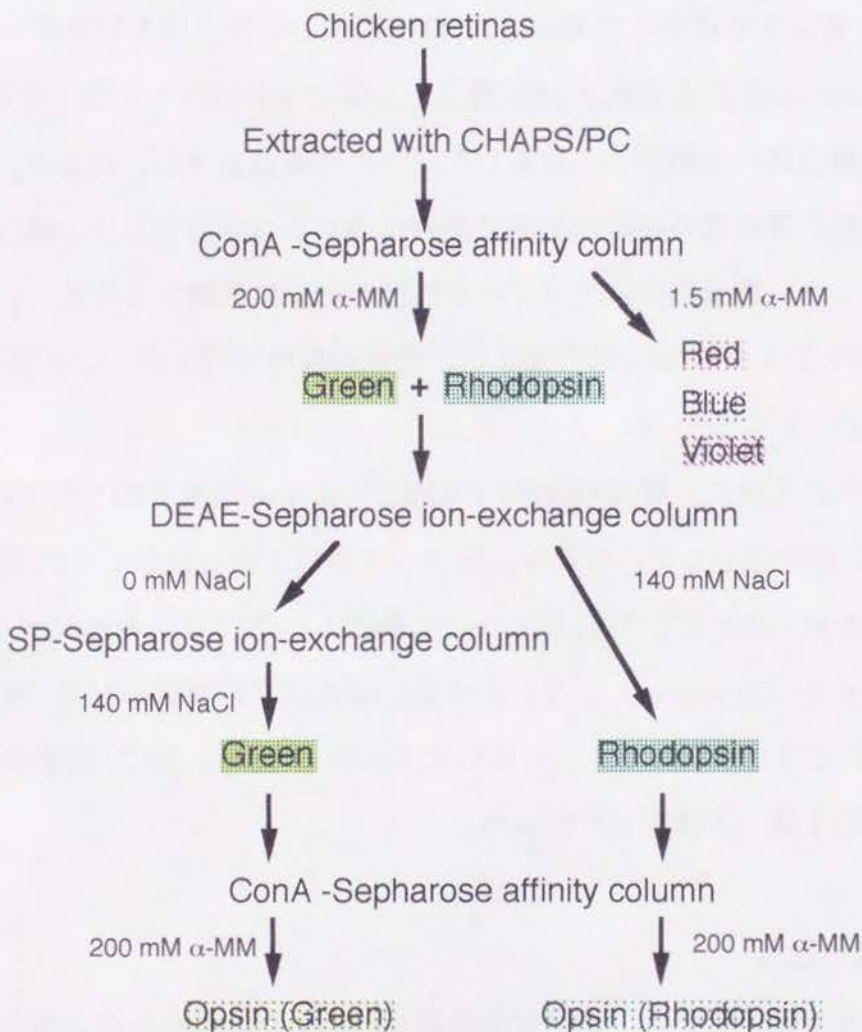 Chicken retinas
Extracted with CHAPS/PC
ConA -Sepharose affinity column
200 mM α-MM
1.5 mM α-MM
Red
Blue
Violet
Green + Rhodopsin
DEAE-Sepharose ion-exchange column
0 mM NaCl
140 mM NaCl
SP-Sepharose ion-exchange column
140 mM NaCl
Green
Rhodopsin
ConA -Sepharose affinity column
200 mM α-MM
200 mM α-MM
Opsin (Green)
Opsin (Rhodopsin)